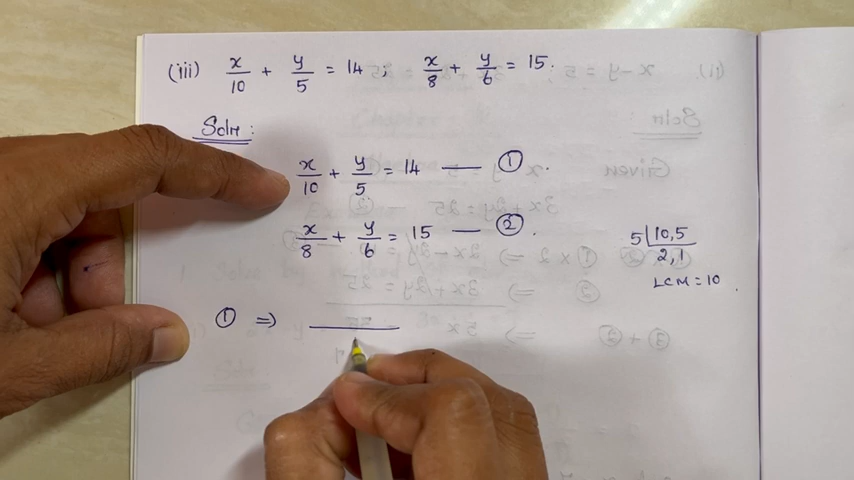 (iii) x/10 + y/5 = 14 ; x/8 + y/6 = 15.
Soln :
x/10 + y/5 = 14 — ① .
x/8 + y/6 = 15 — ② .
5 | 10, 5
2, 1
LCM = 10 .
① ⇒